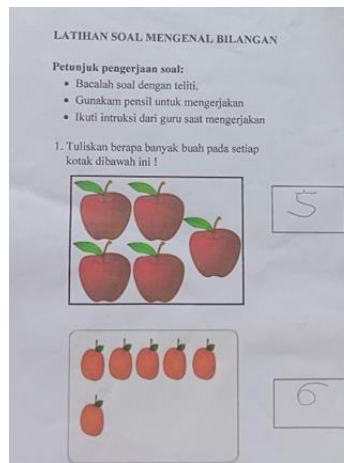 LATIHAN SOAL MENGENAL BILANGAN
Petunjuk pengerjaan soal:
• Bacalah soal dengan teliti.
• Gunakam pensil untuk mengerjakan
• Ikuti intruksi dari guru saat mengerjakan
1. Tuliskan berapa banyak buah pada setiap
kotak dibawah ini !
5
6